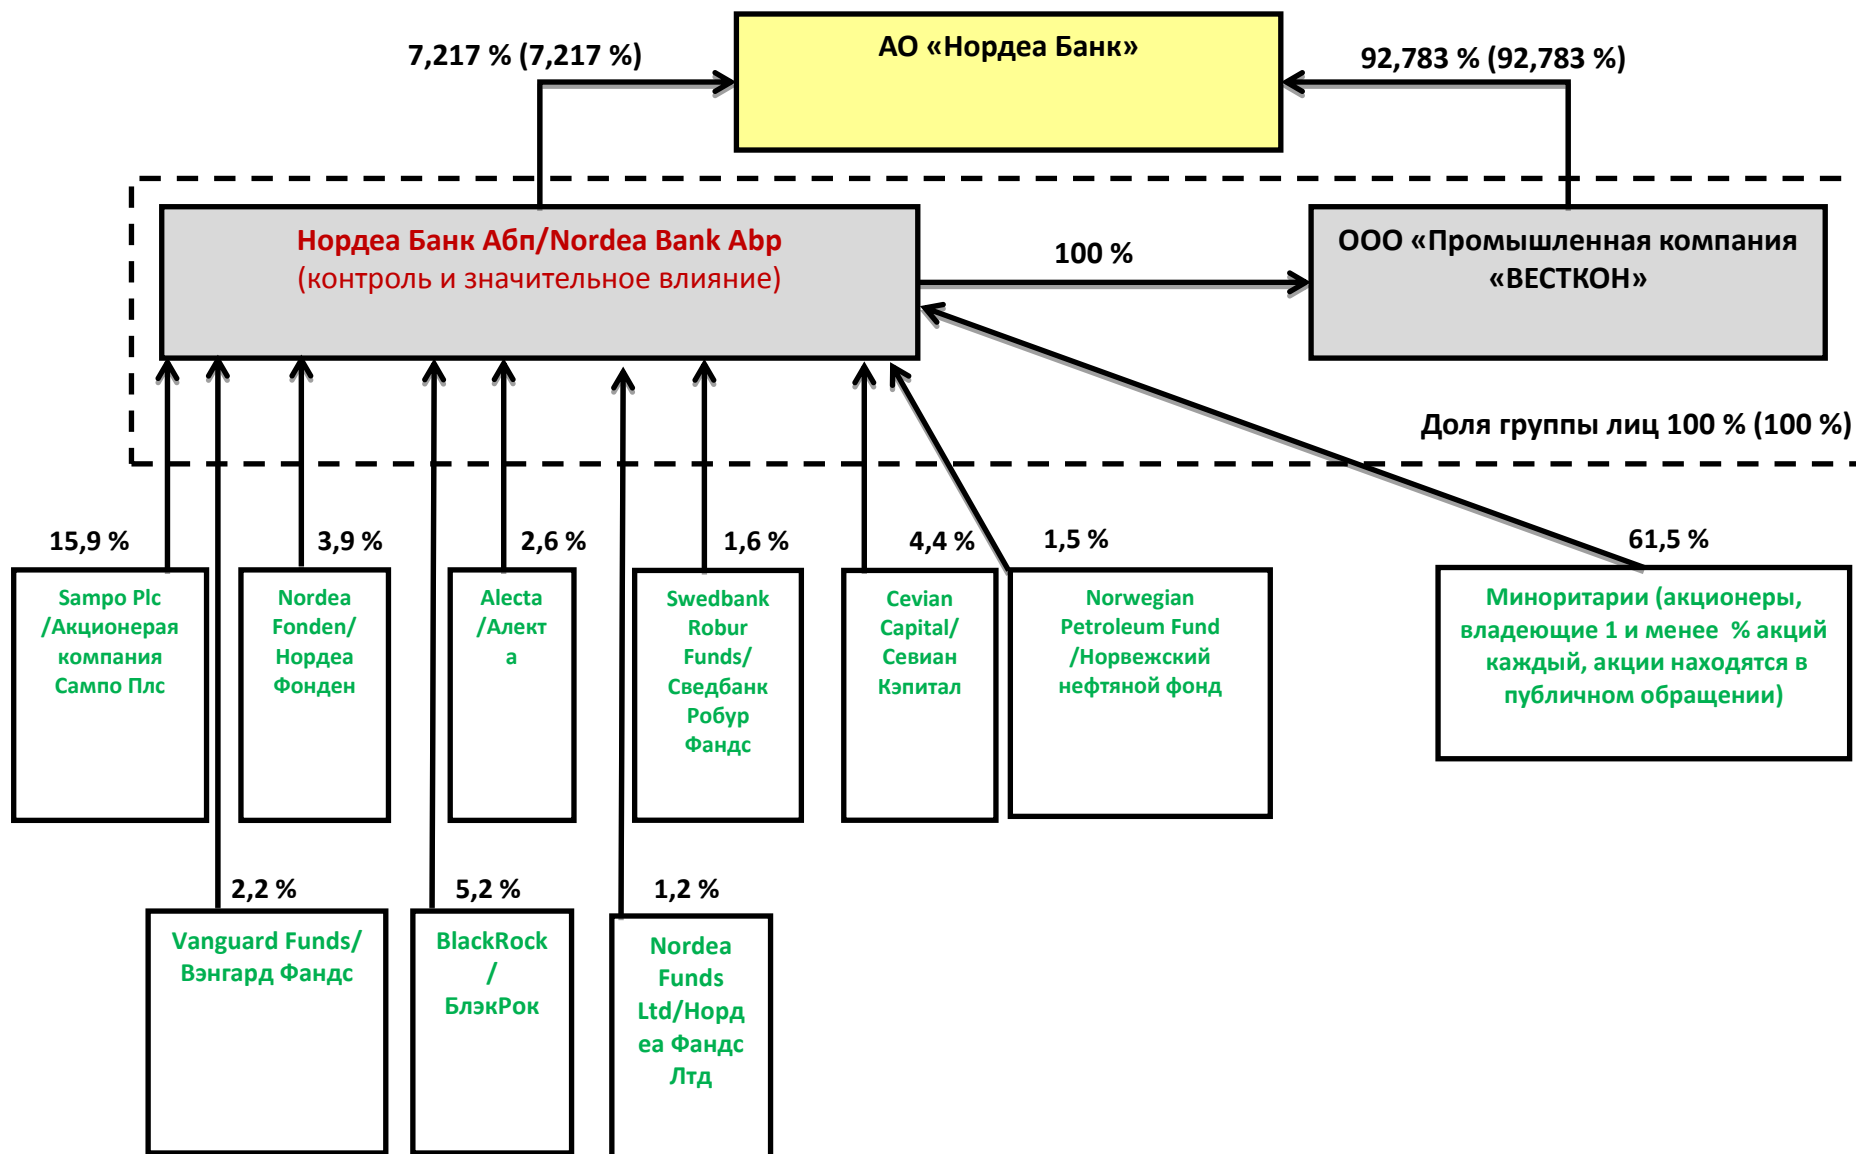 АО «Нордеа Банк»
7,217 % (7,217 %)
92,783 % (92,783 %)
Нордеа Банк Абп/Nordea Bank Abp
(контроль и значительное влияние)
100 %
ООО «Промышленная компания
«ВЕСТКОН»
Доля группы лиц 100 % (100 %)
15,9 %
Sampo Plc
/Акционерая
компания
Сампо Плс
3,9 %
Nordea
Fonden/
Нордеа
Фонден
2,6 %
Alecta
/Алект
а
1,6 %
Swedbank
Robur
Funds/
Сведбанк
Робур
Фандс
4,4 %
Cevian
Capital/
Севиан
Кэпитал
1,5 %
Norwegian
Petroleum Fund
/Норвежский
нефтяной фонд
61,5 %
Миноритарии (акционеры,
владеющие 1 и менее % акций
каждый, акции находятся в
публичном обращении)
2,2 %
Vanguard Funds/
Вэнгард Фандс
5,2 %
BlackRock
/
БлэкРок
1,2 %
Nordea
Funds
Ltd/Норд
еа Фандс
Лтд